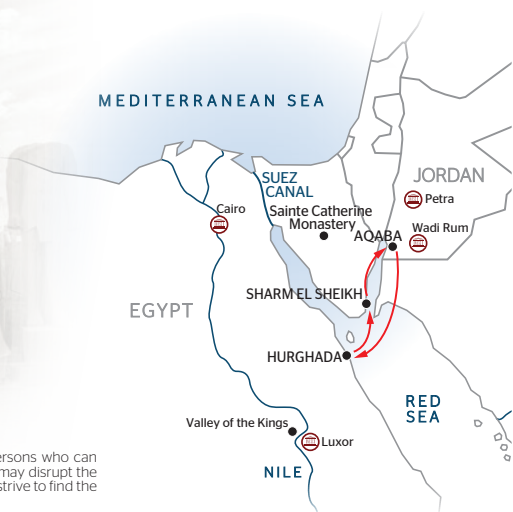 MEDITERRANEAN SEA
SUEZ
CANAL
JORDAN
Petra
Cairo
Sainte Catherine
Monastery
Wadi Rum
AQABA
SHARM EL SHEIKH
EGYPT
HURGHADA
RED
SEA
Valley of the Kings
Luxor
NILE
ersons who can
may disrupt the
strive to find the